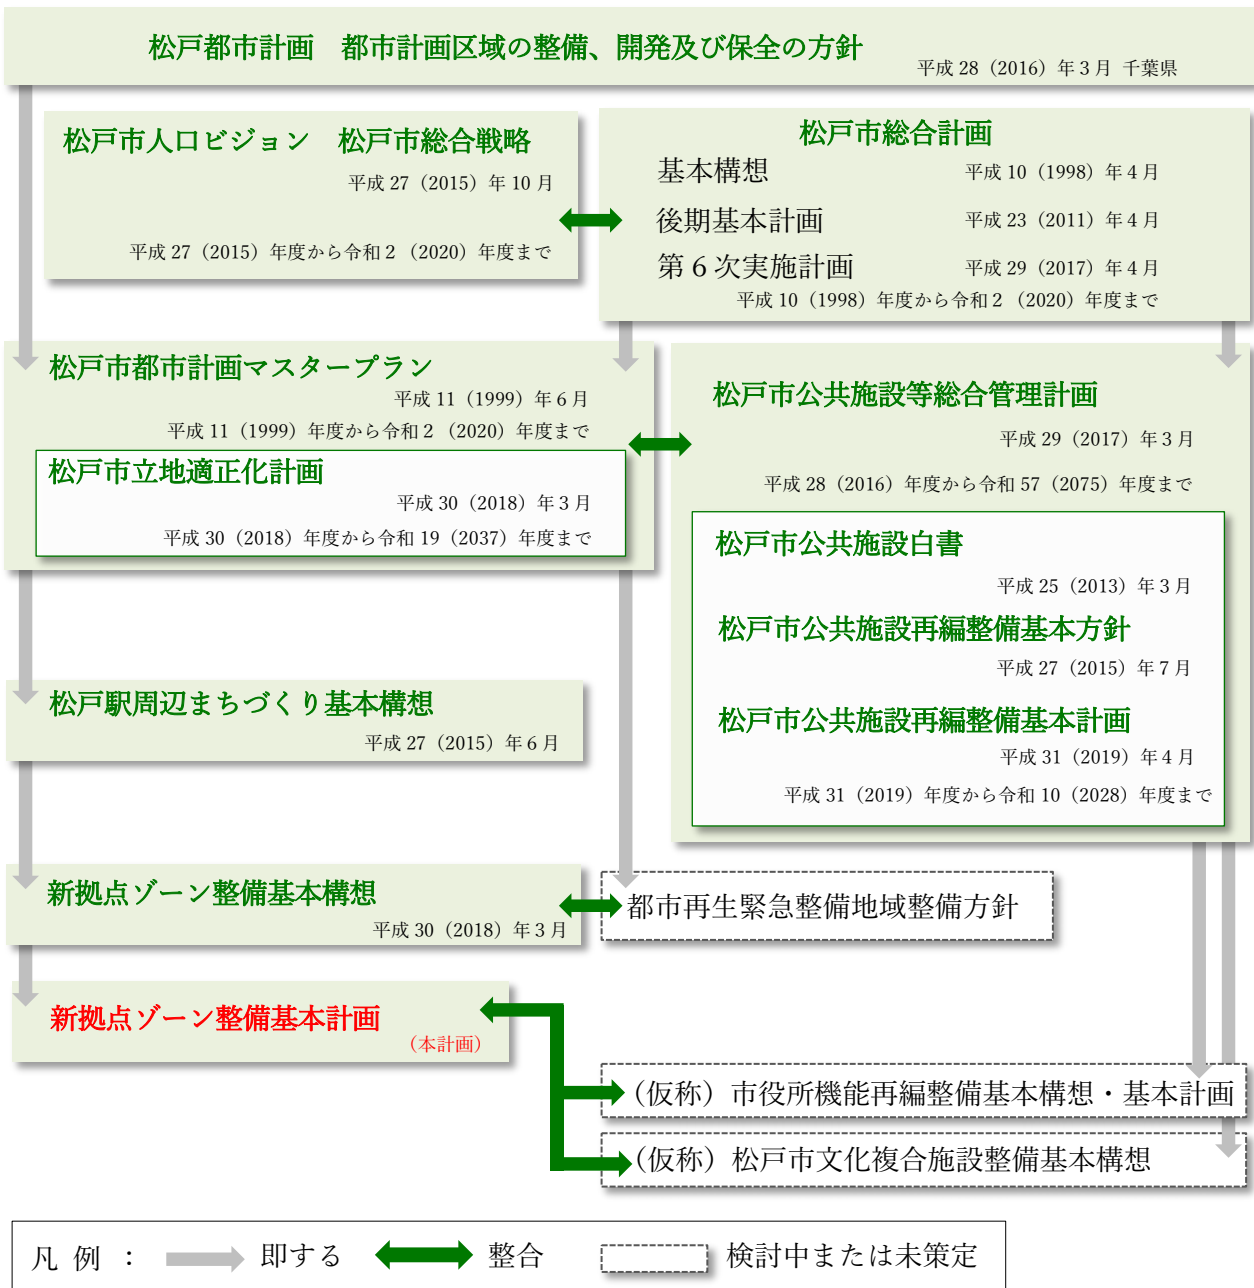 松戸都市計画　都市計画区域の整備、開発及び保全の方針
平成 28（2016）年 3 月 千葉県
松戸市人口ビジョン　松戸市総合戦略
平成 27（2015）年 10 月
平成 27（2015）年度から令和 2 （2020）年度まで
松戸市総合計画
基本構想　平成 10（1998）年 4 月
後期基本計画　平成 23（2011）年 4 月
第 6 次実施計画　平成 29（2017）年 4 月
平成 10（1998）年度から令和 2 （2020）年度まで
松戸市都市計画マスタープラン
平成 11（1999）年 6 月
平成 11（1999）年度から令和 2 （2020）年度まで
松戸市立地適正化計画
平成 30（2018）年 3 月
平成 30（2018）年度から令和 19（2037）年度まで
松戸市公共施設等総合管理計画
平成 29（2017）年 3 月
平成 28（2016）年度から令和 57（2075）年度まで
松戸市公共施設白書
平成 25（2013）年 3 月
松戸市公共施設再編整備基本方針
平成 27（2015）年 7 月
松戸市公共施設再編整備基本計画
平成 31（2019）年 4 月
平成 31（2019）年度から令和 10（2028）年度まで
松戸駅周辺まちづくり基本構想
平成 27（2015）年 6 月
新拠点ゾーン整備基本構想
平成 30（2018）年 3 月
都市再生緊急整備地域整備方針
新拠点ゾーン整備基本計画
（本計画）
（仮称）市役所機能再編整備基本構想・基本計画
（仮称）松戸市文化複合施設整備基本構想
凡 例 ： 即する 整合 検討中または未策定